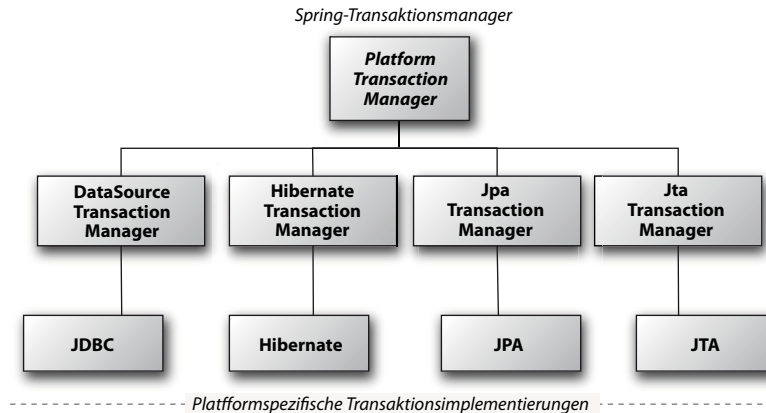 Spring-Transaktionsmanager
Platform
Transaction
Manager
DataSource
Transaction
Manager
Hibernate
Transaction
Manager
Jpa
Transaction
Manager
Jta
Transaction
Manager
JDBC
Hibernate
JPA
JTA
Platfformspezifische Transaktionsimplementierungen